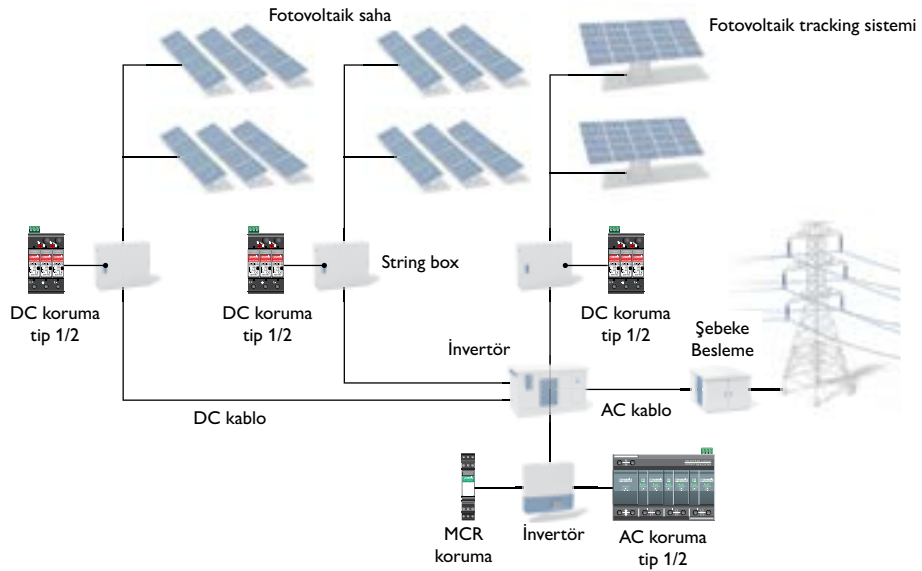 Fotovoltaik saha
Fotovoltaik tracking sistemi
DC koruma
tip 1/2
DC koruma
tip 1/2
String box
DC koruma
tip 1/2
İnvertör
Şebeke
Besleme
DC kablo
AC kablo
MCR
koruma
İnvertör
AC koruma
tip 1/2